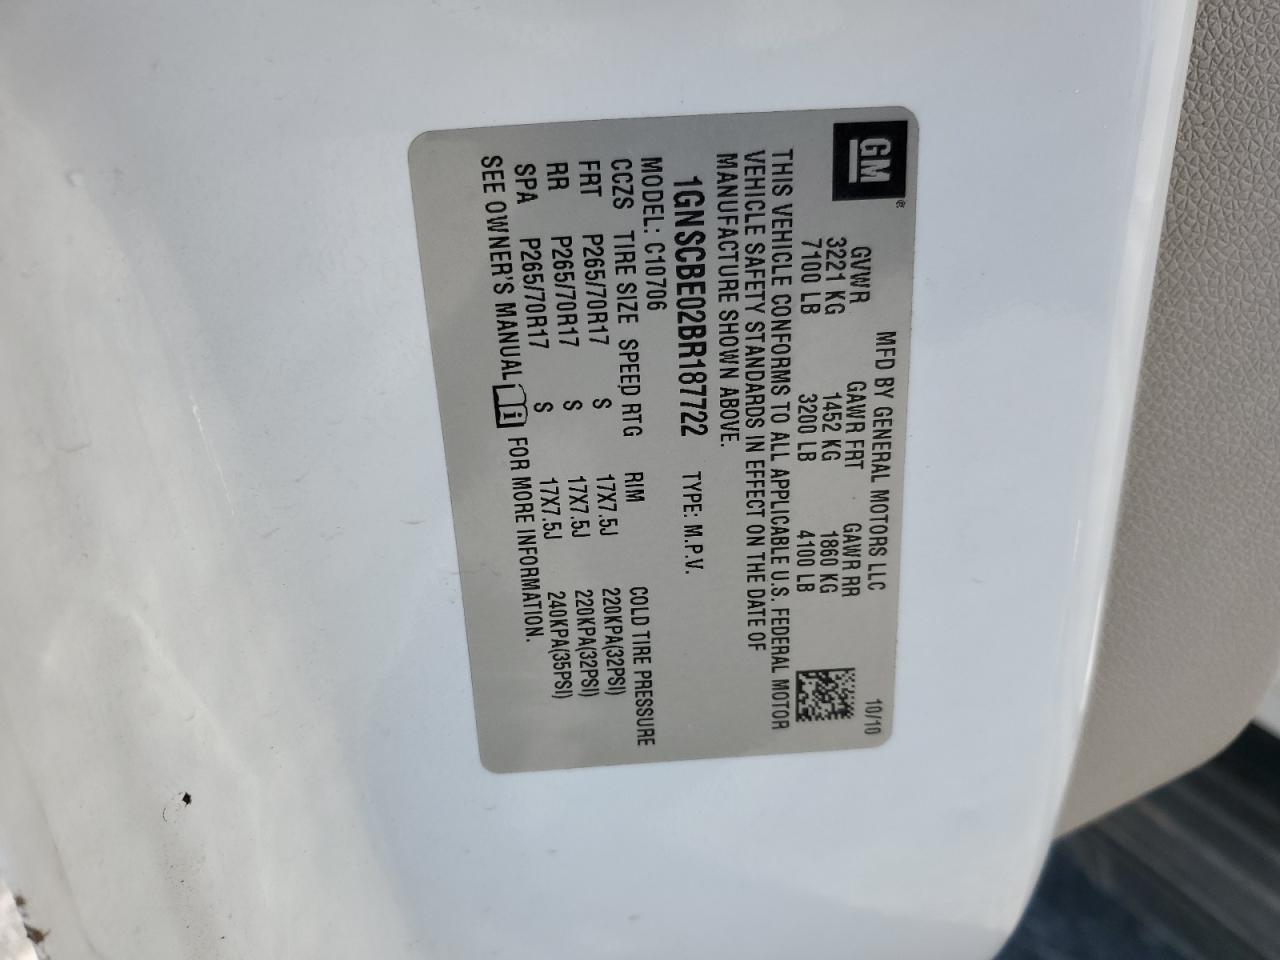 GM®
MFD BY GENERAL MOTORS LLC 10/10
GVWR GAWR FRT GAWR RR
3221 KG 1452 KG 1860 KG
7100 LB 3200 LB 4100 LB
THIS VEHICLE CONFORMS TO ALL APPLICABLE U.S. FEDERAL MOTOR
VEHICLE SAFETY STANDARDS IN EFFECT ON THE DATE OF
MANUFACTURE SHOWN ABOVE.
1GNSCBE02BR187722 TYPE: M.P.V.
MODEL: C10706
CCZS TIRE SIZE SPEED RTG RIM COLD TIRE PRESSURE
FRT P265/70R17 S 17X7.5J 220KPA(32PSI)
RR P265/70R17 S 17X7.5J 220KPA(32PSI)
SPA P265/70R17 S 17X7.5J 240KPA(35PSI)
SEE OWNER'S MANUAL i FOR MORE INFORMATION.